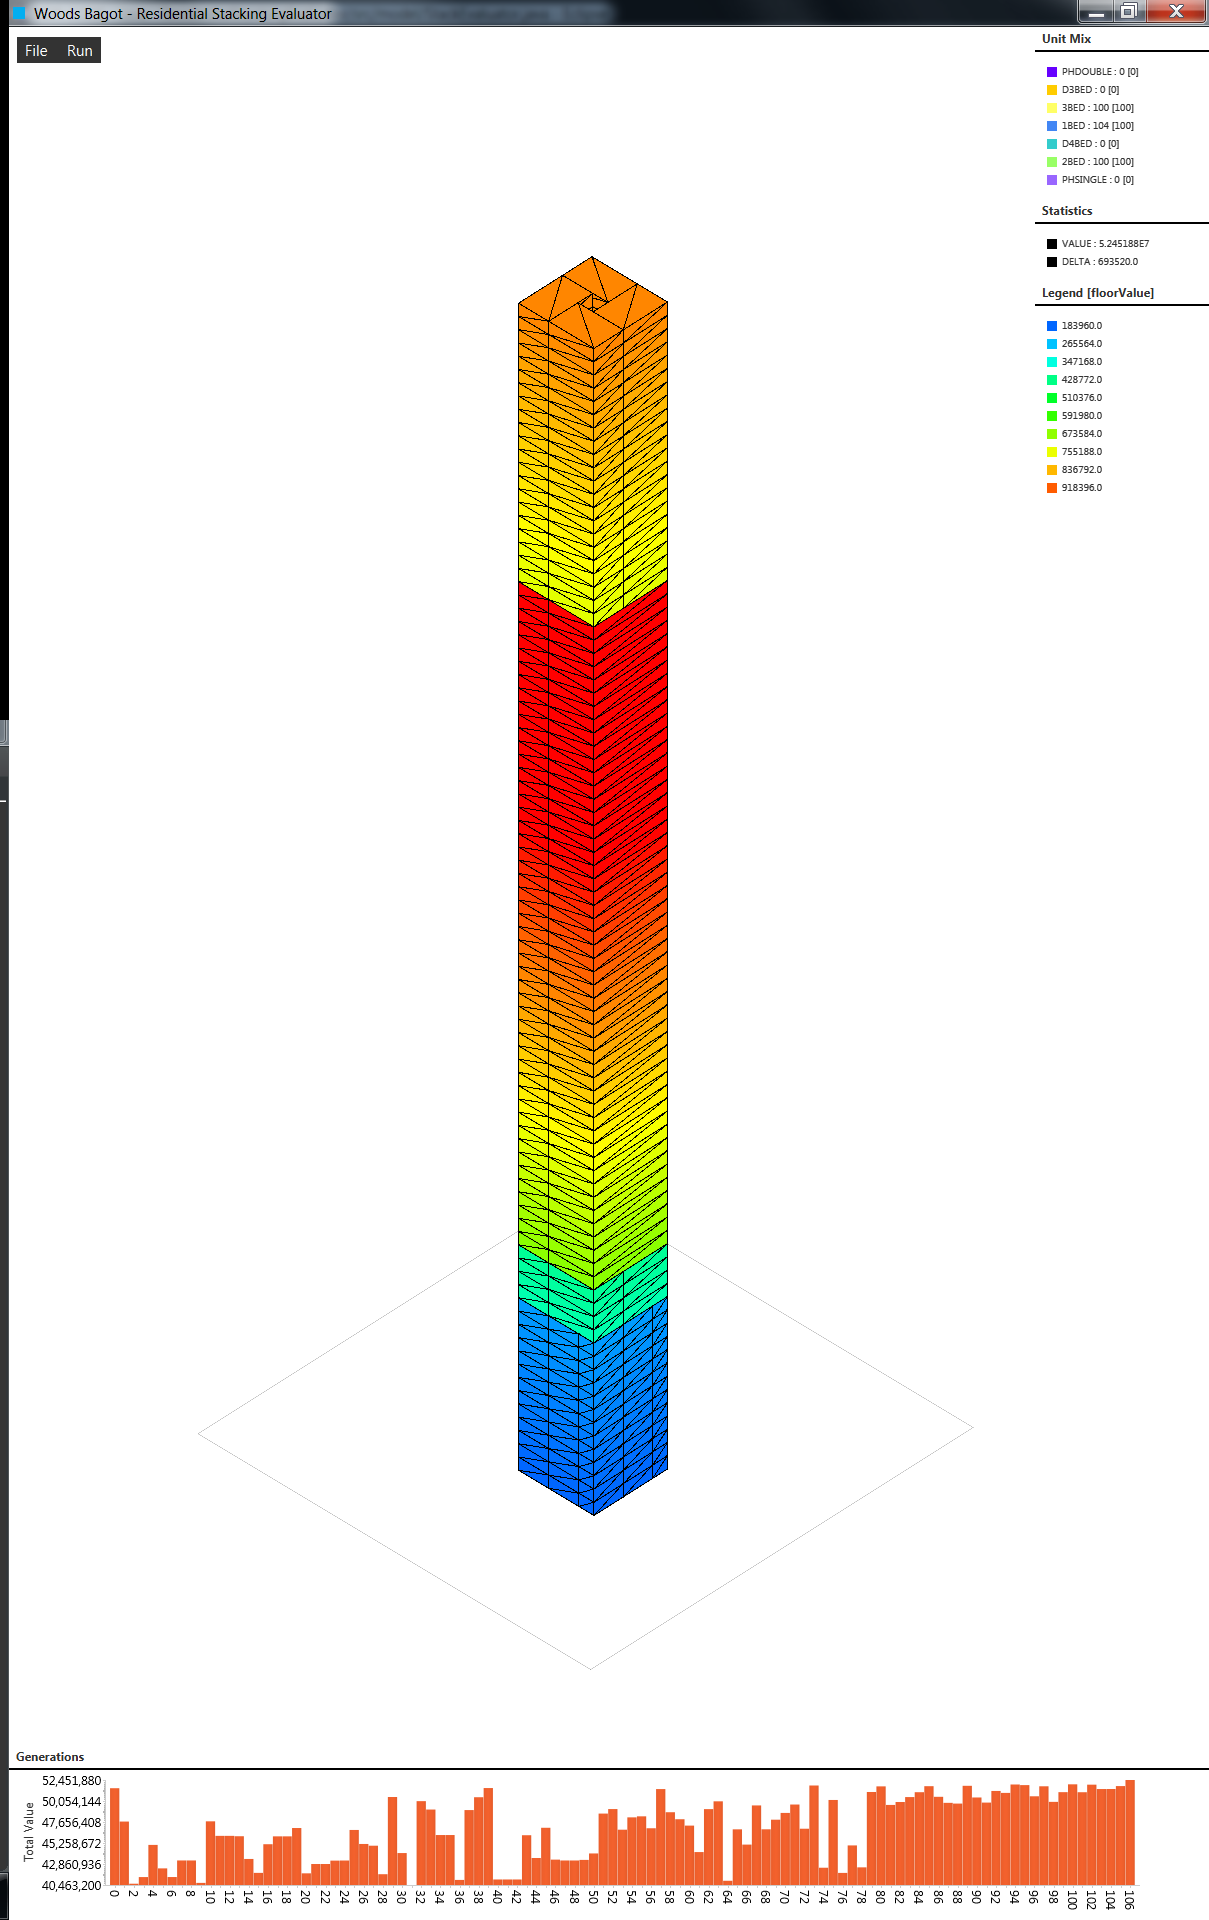 Woods Bagot - Residential Stacking Evaluator
File Run
Unit Mix
PHDOUBLE : 0 [0]
D3BED : 0 [0]
3BED : 100 [100]
1BED : 104 [100]
D4BED : 0 [0]
2BED : 100 [100]
PHSINGLE : 0 [0]
Statistics
VALUE : 5.245188E7
DELTA : 693520.0
Legend [floorValue]
183960.0
265564.0
347168.0
428772.0
510376.0
591980.0
673584.0
755188.0
836792.0
918396.0
Generations
Total Value
52,451,880
50,054,144
47,656,408
45,258,672
42,860,936
40,463,200
0 2 4 6 8 10 12 14 16 18 20 22 24 26 28 30 32 34 36 38 40 42 44 46 48 50 52 54 56 58 60 62 64 66 68 70 72 74 76 78 80 82 84 86 88 90 92 94 96 98 100 102 104 106